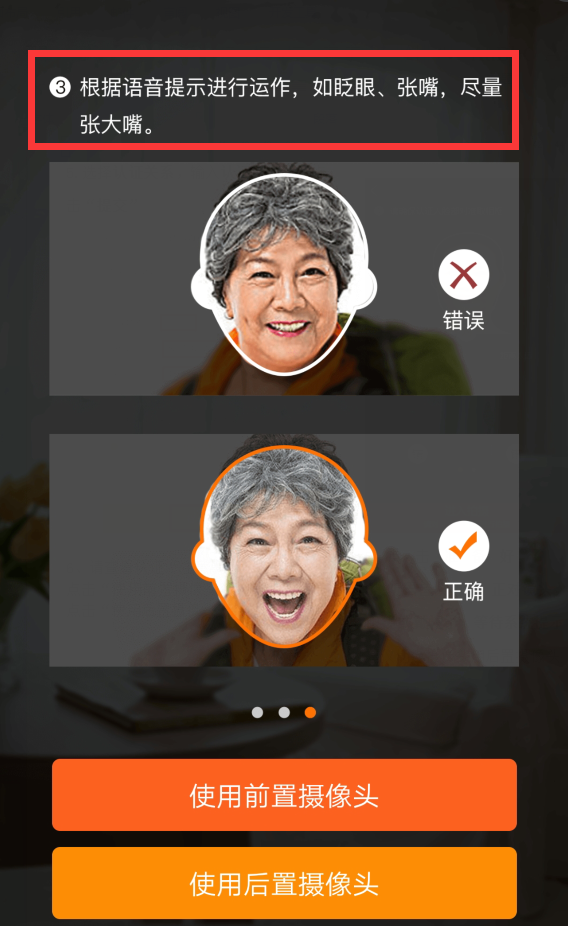 ❸ 根据语音提示进行运作，如眨眼、张嘴，尽量
张大嘴。
错误
正确
使用前置摄像头
使用后置摄像头